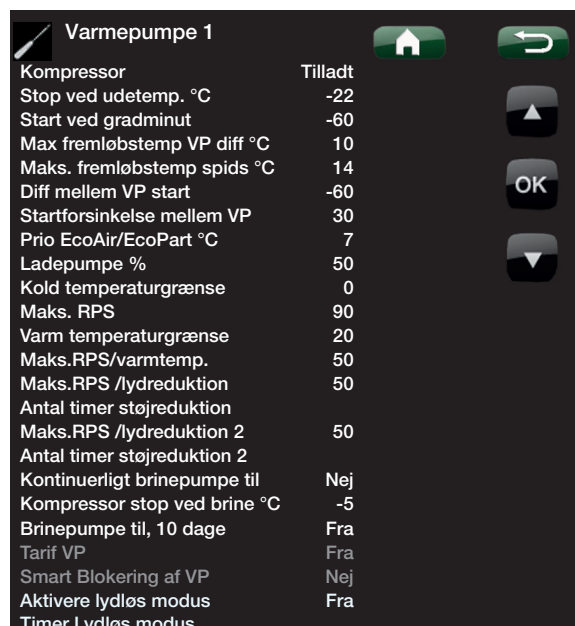 Varmepumpe 1
Kompressor Tilladt
Stop ved udetemp. °C -22
Start ved gradminut -60
Max fremløbstemp VP diff °C 10
Maks. fremløbstemp spids °C 14
Diff mellem VP start -60
Startforsinkelse mellem VP 30
Prio EcoAir/EcoPart °C 7
Ladepumpe % 50
Kold temperaturgrænse 0
Maks. RPS 90
Varm temperaturgrænse 20
Maks.RPS/varmtemp. 50
Maks.RPS /lydreduktion 50
Antal timer støjreduktion
Maks.RPS /lydreduktion 2 50
Antal timer støjreduktion 2
Kontinuerligt brinepumpe til Nej
Kompressor stop ved brine °C -5
Brinepumpe til, 10 dage Fra
Tarif VP Fra
Smart Blokering af VP Nej
Aktivere lydløs modus Fra
Timer Lydløs modus
OK